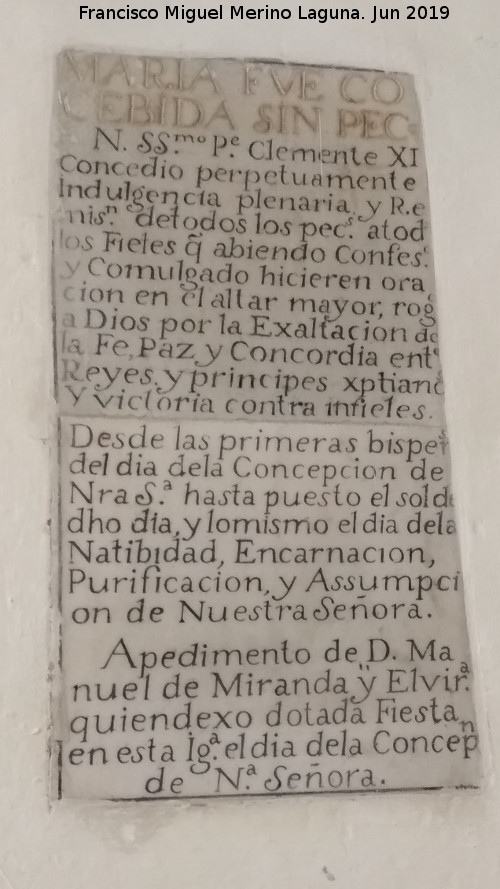 Francisco Miguel Merino Laguna. Jun 2019
MARIA FVE CO
CEBIDA SIN PEC
N. SS.mo P.e Clemente XI
Concedio perpetuamente
Indulgencia plenaria, y Re
mis.n detodos los pec.s atod
los Fieles q̃ abiendo Confes.
y Comulgado hicieren ora
cion en el altar mayor, rog
a Dios por la Exaltacion de
la Fe, Paz, y Concordia ent
Reyes, y principes xptian
y victoria contra infieles.
Desde las primeras bispe
del dia dela Concepcion de
Nra S.a hasta puesto el sol de
dho dia, y lomismo el dia dela
Natibidad, Encarnacion,
Purificacion, y Assumpci
on de Nuestra Señora.
Apedimento de D. Ma
nuel de Miranda ÿ Elvir.a
quiendexo dotada Fiesta
en esta Ig.a el dia dela Concep.n
de N.a Señora.